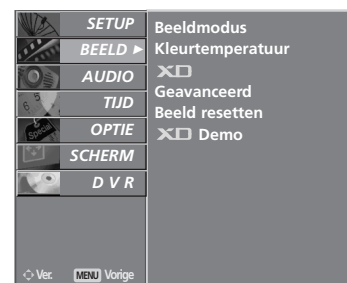 SETUP
BEELD ►
AUDIO
TIJD
OPTIE
SCHERM
D V R
Beeldmodus
Kleurtemperatuur
XD
Geavanceerd
Beeld resetten
XD Demo
Ver. MENU Vorige